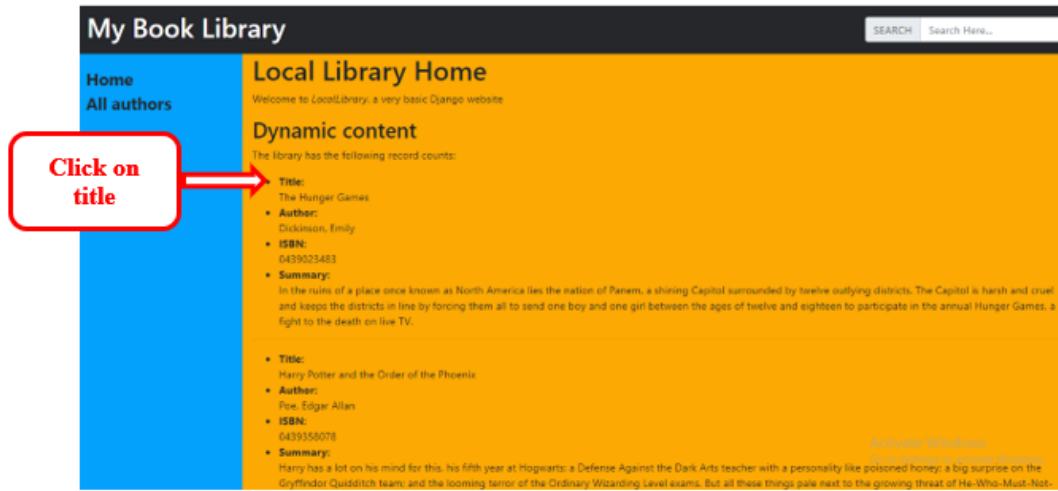 My Book Library
SEARCH Search Here...
Home
All authors
Click on
title
Local Library Home
Welcome to LocalLibrary, a very basic Django website
Dynamic content
The library has the following record counts:
• Title:
The Hunger Games
• Author:
Dickinson, Emily
• ISBN:
0439023483
• Summary:
In the ruins of a place once known as North America lies the nation of Panem, a shining Capitol surrounded by twelve outlying districts. The Capitol is harsh and cruel
and keeps the districts in line by forcing them all to send one boy and one girl between the ages of twelve and eighteen to participate in the annual Hunger Games, a
fight to the death on live TV.
• Title:
Harry Potter and the Order of the Phoenix
• Author:
Poe, Edgar Allan
• ISBN:
0439358078
• Summary:
Harry has a lot on his mind for this, his fifth year at Hogwarts: a Defense Against the Dark Arts teacher with a personality like poisoned honey; a big surprise on the
Gryffindor Quidditch team; and the looming terror of the Ordinary Wizarding Level exams. But all these things pale next to the growing threat of He-Who-Must-Not-
Activate Windows